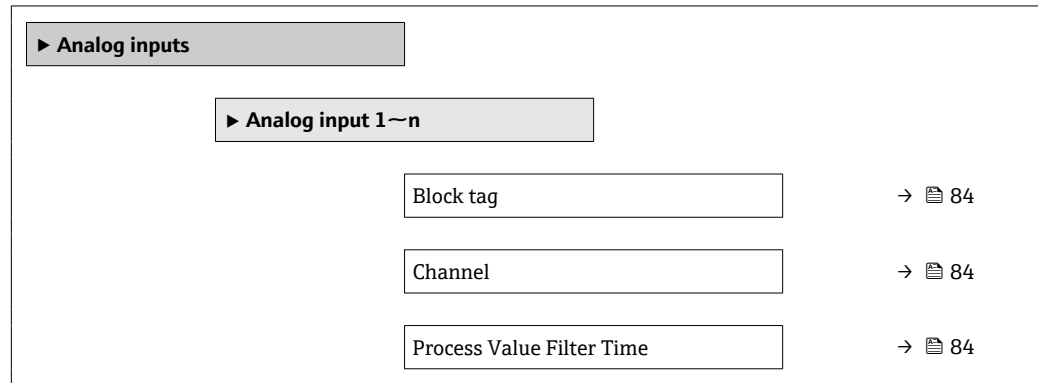 ▶ Analog inputs
▶ Analog input 1∼n
Block tag → 84
Channel → 84
Process Value Filter Time → 84